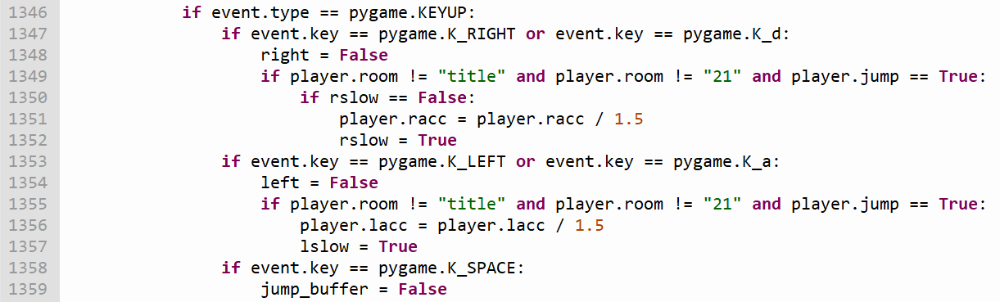 1346 if event.type == pygame.KEYUP:
1347 if event.key == pygame.K_RIGHT or event.key == pygame.K_d:
1348 right = False
1349 if player.room != "title" and player.room != "21" and player.jump == True:
1350 if rslow == False:
1351 player.racc = player.racc / 1.5
1352 rslow = True
1353 if event.key == pygame.K_LEFT or event.key == pygame.K_a:
1354 left = False
1355 if player.room != "title" and player.room != "21" and player.jump == True:
1356 player.lacc = player.lacc / 1.5
1357 lslow = True
1358 if event.key == pygame.K_SPACE:
1359 jump_buffer = False